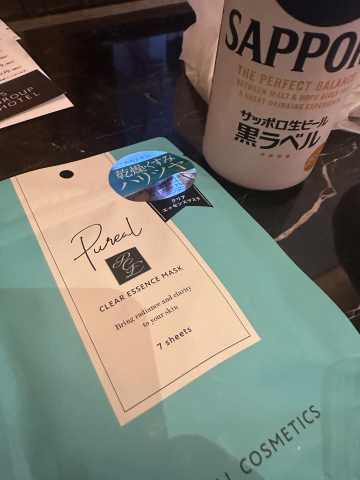 GROUP
HOTEL
SAPPORO
THE PERFECT BALANCE
BETWEEN MALT & HOPS GIVES YOU
A GREAT DRINKING EXPERIENCE
サッポロ生ビール
黒ラベル
乾燥・くすみ
ハリ・ツヤ
クリア
エッセンスマスク
Pureal
CLEAR ESSENCE MASK
Bring radiance and clarity
to your skin
7 sheets
COSMETICS